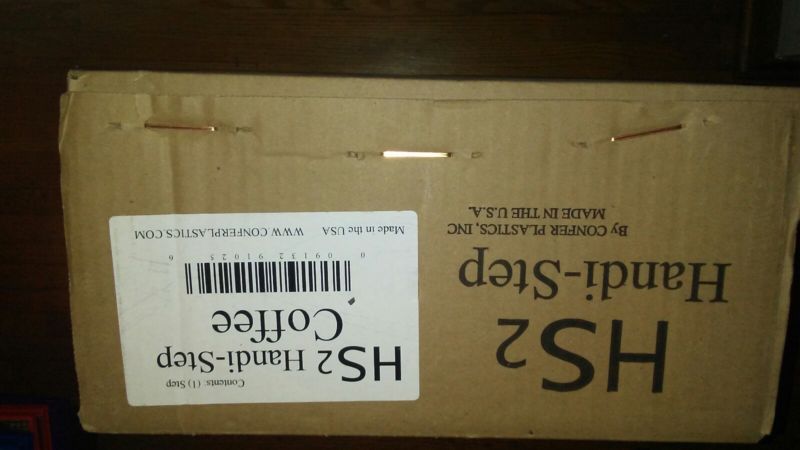 HS2
Handi-Step
By CONFER PLASTICS, INC
MADE IN THE U.S.A.
Contents: (1) Step
HS2 Handi-Step
Coffee
0 09132 91023 6
Made in the USA WWW.CONFERPLASTICS.COM